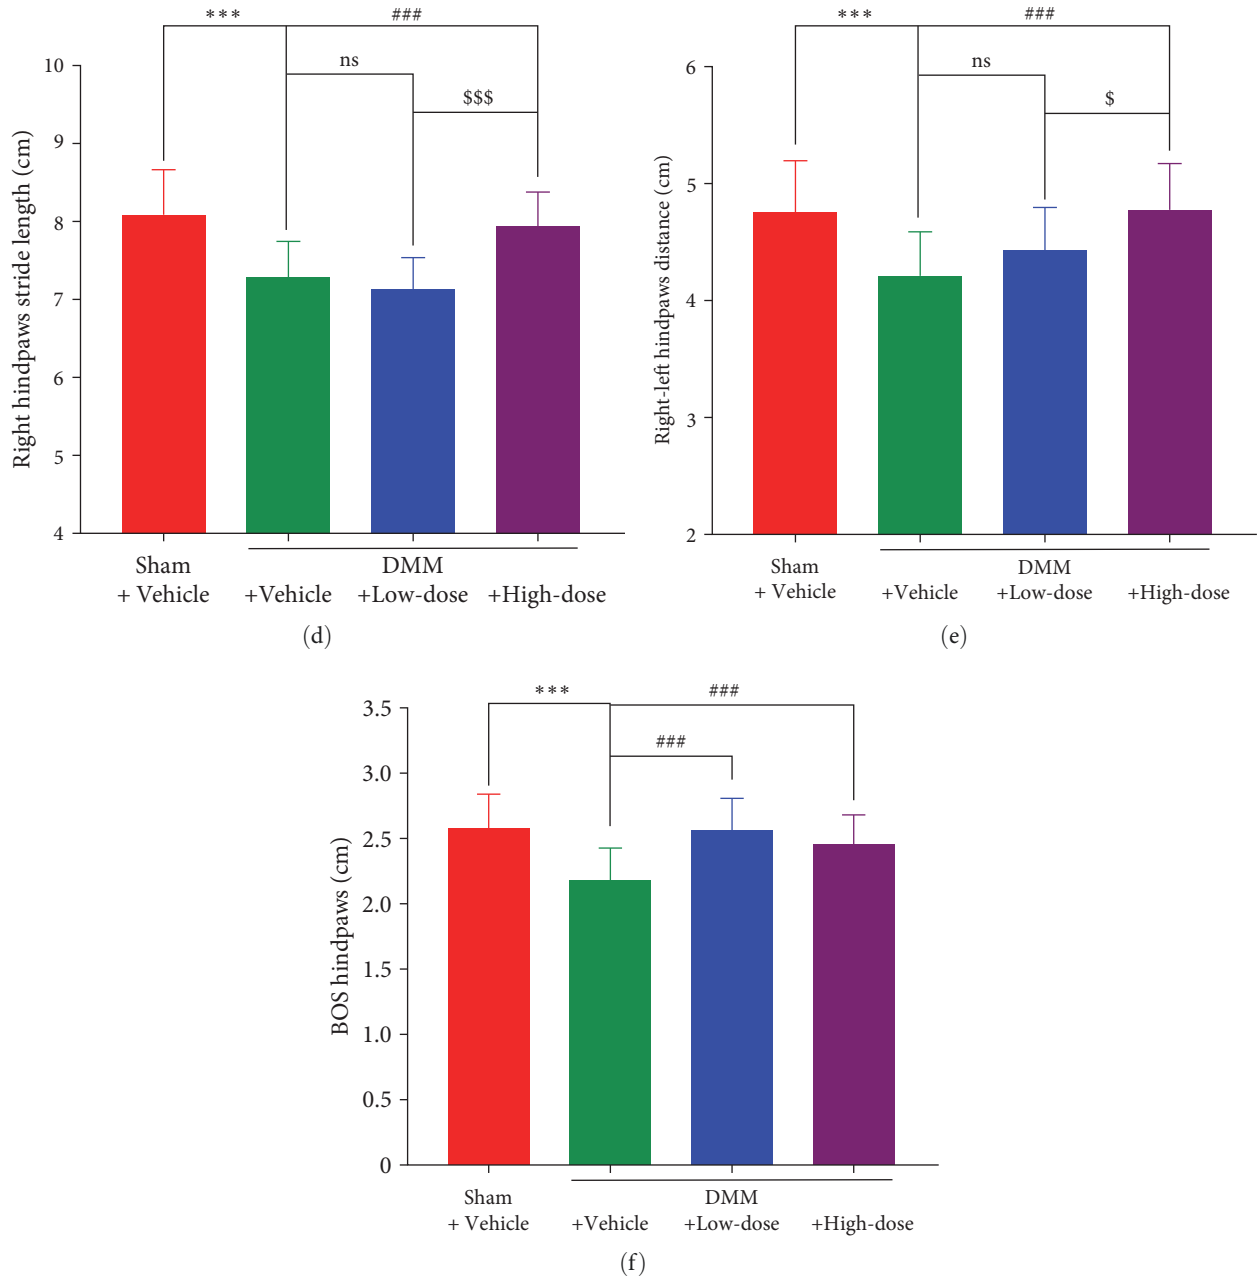 *** ###
ns
$$$
10
9
8
7
6
5
4
Right hindpaws stride length (cm)
Sham
+ Vehicle
DMM
+Vehicle +Low-dose +High-dose
(d)
*** ###
ns
$
6
5
4
3
2
Right-left hindpaws distance (cm)
Sham
+ Vehicle
DMM
+Vehicle +Low-dose +High-dose
(e)
*** ###
###
3.5
3.0
2.5
2.0
1.5
1.0
0.5
0
BOS hindpaws (cm)
Sham
+ Vehicle
DMM
+Vehicle +Low-dose +High-dose
(f)